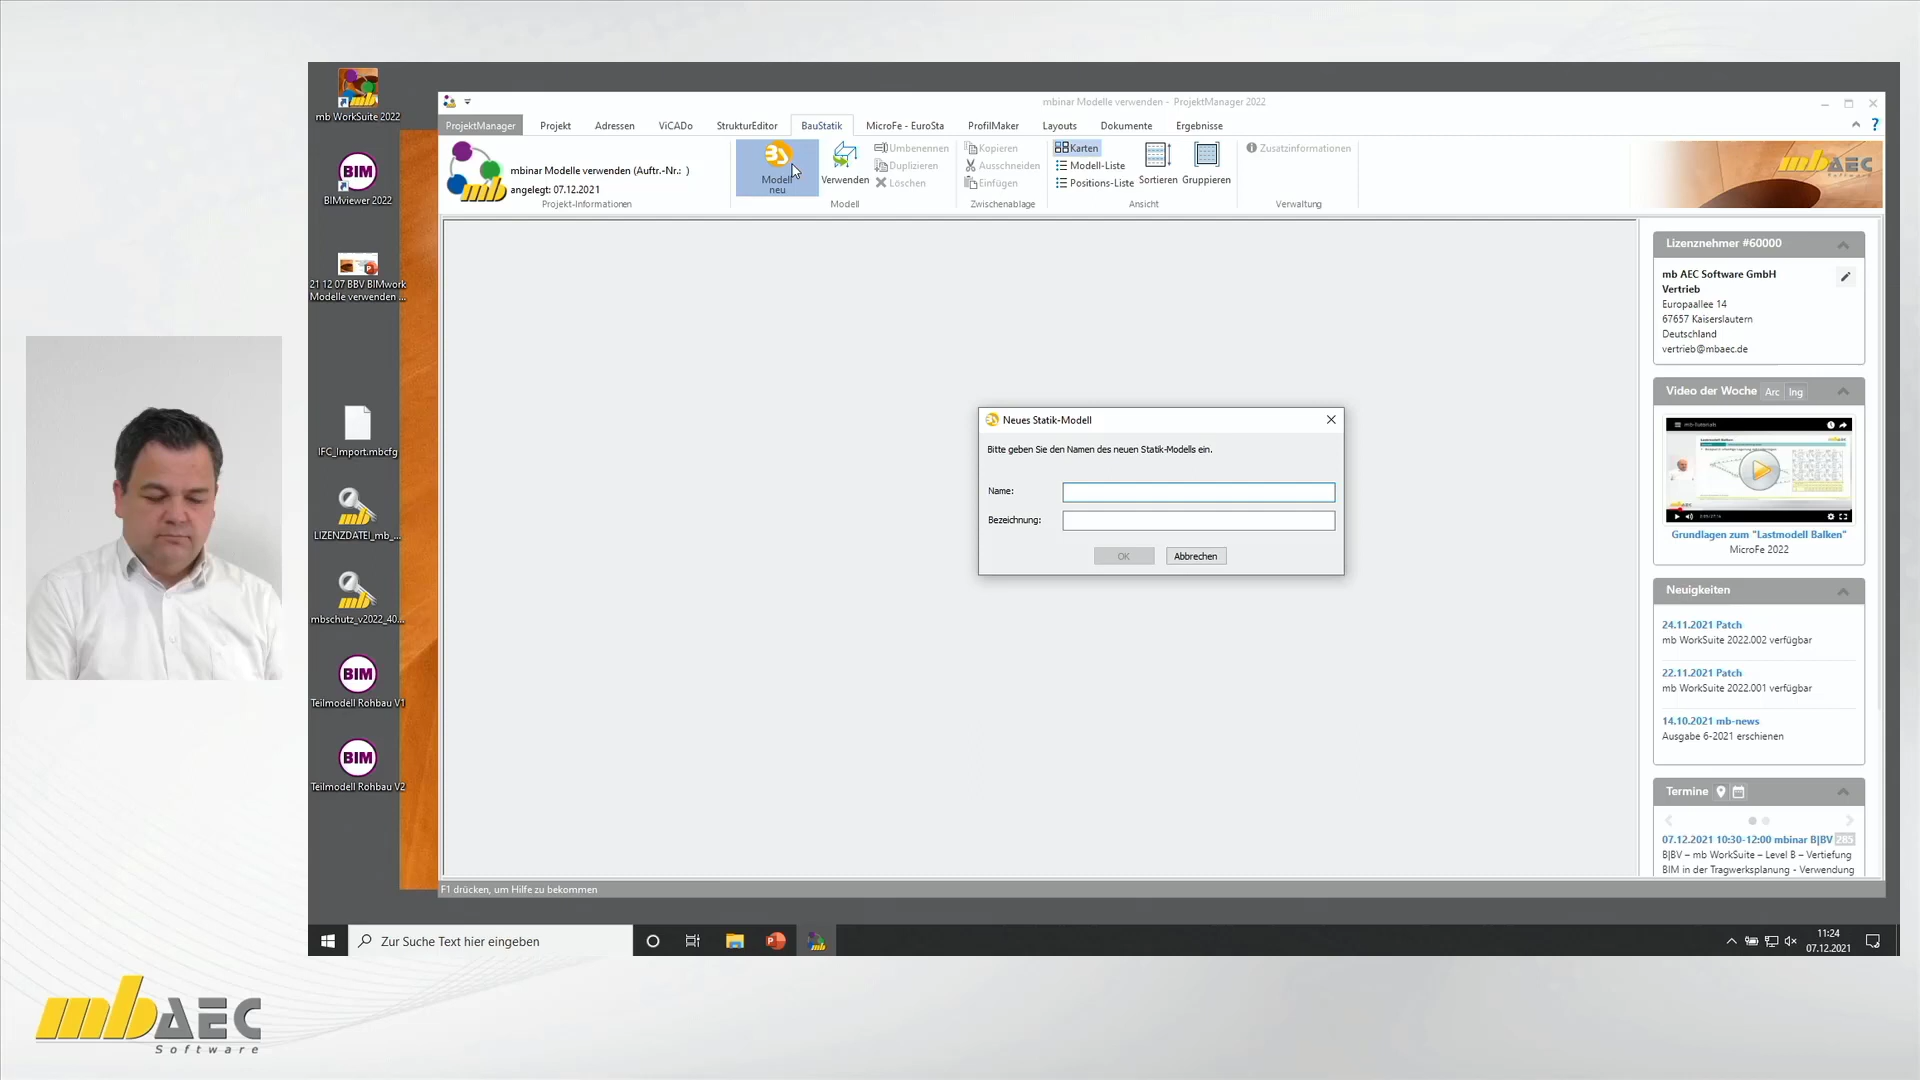 mb WorkSuite 2022
BIM
BIMviewer 2022
21 12 07 BBV BIMwork
Modelle verwenden ...
IFC_Import.mbcfg
LIZENZDATEI_mb_...
mbschutz_v2022_40...
BIM
Teilmodell Rohbau V1
BIM
Teilmodell Rohbau V2
mbinar Modelle verwenden - ProjektManager 2022
ProjektManager
Projekt
Adressen
ViCADo
StrukturEditor
BauStatik
MicroFe - EuroSta
ProfilMaker
Layouts
Dokumente
Ergebnisse
mbinar Modelle verwenden (Auftr.-Nr.: )
angelegt: 07.12.2021
Projekt-Informationen
Modell
neu
Verwenden
Umbenennen
Duplizieren
Löschen
Modell
Kopieren
Ausschneiden
Einfügen
Zwischenablage
Karten
Modell-Liste
Positions-Liste
Sortieren
Gruppieren
Ansicht
Zusatzinformationen
Verwaltung
mb AEC
Software
Neues Statik-Modell
Bitte geben Sie den Namen des neuen Statik-Modells ein.
Name:
Bezeichnung:
OK
Abbrechen
Lizenznehmer #60000
mb AEC Software GmbH
Vertrieb
Europaallee 14
67657 Kaiserslautern
Deutschland
vertrieb@mbaec.de
Video der Woche Arc Ing
Grundlagen zum "Lastmodell Balken"
MicroFe 2022
Neuigkeiten
24.11.2021 Patch
mb WorkSuite 2022.002 verfügbar
22.11.2021 Patch
mb WorkSuite 2022.001 verfügbar
14.10.2021 mb-news
Ausgabe 6-2021 erschienen
Termine
07.12.2021 10:30-12:00 mbinar B|BV 285
B|BV – mb WorkSuite – Level B – Vertiefung
BIM in der Tragwerksplanung - Verwendung
F1 drücken, um Hilfe zu bekommen
Zur Suche Text hier eingeben
11:24
07.12.2021
mb AEC
Software